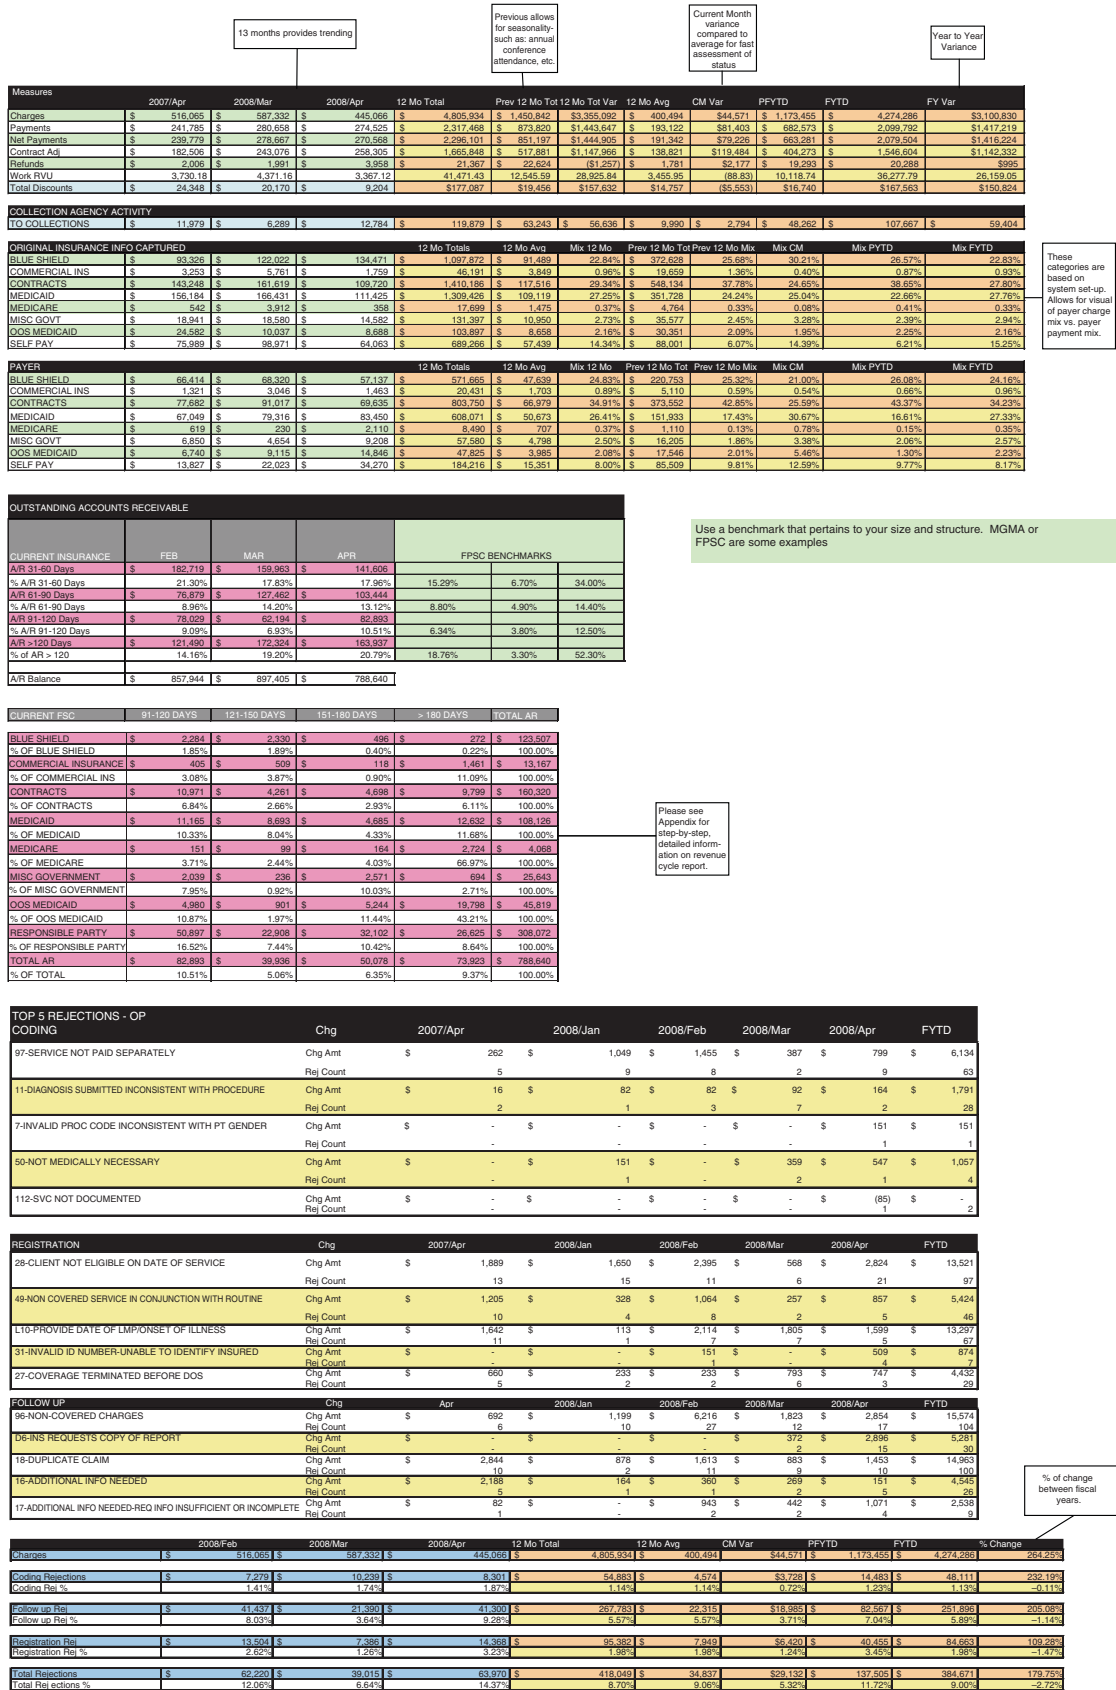 13 months provides trending
Previous allows
for seasonality-
such as: annual
conference
attendance, etc.
Current Month
variance
compared to
average for fast
assessment of
status
Year to Year
Variance
Measures
2007/Apr 2008/Mar 2008/Apr 12 Mo Total Prev 12 Mo Tot 12 Mo Tot Var 12 Mo Avg CM Var PFYTD FYTD FY Var
Charges $ 516,065 $ 587,332 $ 445,066 $ 4,805,934 $ 1,450,842 $3,355,092 $ 400,494 $44,571 $ 1,173,455 $ 4,274,286 $3,100,830
Payments 241,785 280,658 274,525 $ 2,317,468 $ 873,820 $1,443,647 $ 193,122 $81,403 $ 682,573 $ 2,099,792 $1,417,219
Net Payments $ 239,779 $ 278,667 $ 270,568 $ 2,296,101 $ 851,197 $1,444,905 $ 191,342 $79,226 $ 663,281 $ 2,079,504 $1,416,224
Contract Adj $ 182,506 $ 243,076 $ 258,305 $ 1,665,848 $ 517,881 $1,147,966 $ 138,821 $119,484 $ 404,273 $ 1,546,604 $1,142,332
Refunds $ 2,006 $ 1,991 $ 3,958 $ 21,367 $ 22,624 ($1,257) $ 1,781 $2,177 $ 19,293 $ 20,288 $995
Work RVU 3,730.18 4,371.16 3,367.12 41,471.43 12,545.59 28,925.84 3,455.95 (88.83) 10,118.74 36,277.79 26,159.05
Total Discounts $ 24,348 $ 20,170 $ 9,204 $177,087 $19,456 $157,632 $14,757 ($5,553) $16,740 $167,563 $150,824
COLLECTION AGENCY ACTIVITY
TO COLLECTIONS $ 11,979 $ 6,289 $ 12,784 $ 119,879 $ 63,243 $ 56,636 $ 9,990 $ 2,794 $ 48,262 $ 107,667 $ 59,404
ORIGINAL INSURANCE INFO CAPTURED 12 Mo Totals 12 Mo Avg Mix 12 Mo Prev 12 Mo Tot Prev 12 Mo Mix Mix CM Mix PYTD Mix FYTD
BLUE SHIELD $ 93,326 $ 122,022 $ 134,471 $ 1,097,872 $ 91,489 22.84% $ 372,628 25.68% 30.21% 26.57% 22.83%
COMMERCIAL INS $ 3,253 $ 5,761 $ 1,759 $ 46,191 $ 3,849 0.96% $ 19,659 1.36% 0.40% 0.87% 0.93%
CONTRACTS $ 143,248 $ 161,619 $ 109,720 $ 1,410,186 $ 117,516 29.34% $ 548,134 37.78% 24.65% 38.65% 27.80%
MEDICAID $ 156,184 $ 166,431 $ 111,425 $ 1,309,426 $ 109,119 27.25% $ 351,728 24.24% 25.04% 22.66% 27.76%
MEDICARE $ 542 $ 3,912 $ 358 $ 17,699 $ 1,475 0.37% $ 4,764 0.33% 0.08% 0.41% 0.33%
MISC GOVT $ 18,941 $ 18,580 $ 14,582 $ 131,397 $ 10,950 2.73% $ 35,577 2.45% 3.28% 2.39% 2.94%
OOS MEDICAID $ 24,582 $ 10,037 $ 8,688 $ 103,897 $ 8,658 2.16% $ 30,351 2.09% 1.95% 2.25% 2.16%
SELF PAY $ 75,989 $ 98,971 $ 64,063 $ 689,266 $ 57,439 14.34% $ 88,001 6.07% 14.39% 6.21% 15.25%
These
categories are
based on
system set-up.
Allows for visual
of payer charge
mix vs. payer
payment mix.
PAYER 12 Mo Totals 12 Mo Avg Mix 12 Mo Prev 12 Mo Tot Prev 12 Mo Mix Mix CM Mix PYTD Mix FYTD
BLUE SHIELD $ 66,414 $ 68,320 $ 57,137 $ 571,665 $ 47,639 24.83% $ 220,753 25.32% 21.00% 26.08% 24.16%
COMMERCIAL INS $ 1,321 $ 3,046 $ 1,463 $ 20,431 $ 1,703 0.89% $ 5,110 0.59% 0.54% 0.66% 0.96%
CONTRACTS $ 77,682 $ 91,017 $ 69,635 $ 803,750 $ 66,979 34.91% $ 373,552 42.85% 25.59% 43.37% 34.23%
MEDICAID $ 67,049 $ 79,316 $ 83,450 $ 608,071 $ 50,673 26.41% $ 151,933 17.43% 30.67% 16.61% 27.33%
MEDICARE $ 619 $ 230 $ 2,110 $ 8,490 $ 707 0.37% $ 1,110 0.13% 0.78% 0.15% 0.35%
MISC GOVT $ 6,850 $ 4,654 $ 9,208 $ 57,580 $ 4,798 2.50% $ 16,205 1.86% 3.38% 2.06% 2.57%
OOS MEDICAID $ 6,740 $ 9,115 $ 14,846 $ 47,825 $ 3,985 2.08% $ 17,546 2.01% 5.46% 1.30% 2.23%
SELF PAY $ 13,827 $ 22,023 $ 34,270 $ 184,216 $ 15,351 8.00% $ 85,509 9.81% 12.59% 9.77% 8.17%
OUTSTANDING ACCOUNTS RECEIVABLE
CURRENT INSURANCE FEB MAR APR FPSC BENCHMARKS
A/R 31-60 Days $ 182,719 $ 159,963 $ 141,606
% A/R 31-60 Days 21.30% 17.83% 17.96% 15.29% 6.70% 34.00%
A/R 61-90 Days $ 76,879 $ 127,462 $ 103,444
% A/R 61-90 Days 8.96% 14.20% 13.12% 8.80% 4.90% 14.40%
A/R 91-120 Days $ 78,029 $ 62,194 $ 82,893
% A/R 91-120 Days 9.09% 6.93% 10.51% 6.34% 3.80% 12.50%
A/R >120 Days $ 121,490 $ 172,324 $ 163,937
% of AR > 120 14.16% 19.20% 20.79% 18.76% 3.30% 52.30%
A/R Balance $ 857,944 $ 897,405 $ 788,640
Use a benchmark that pertains to your size and structure. MGMA or
FPSC are some examples
CURRENT FSC 91-120 DAYS 121-150 DAYS 151-180 DAYS > 180 DAYS TOTAL AR
BLUE SHIELD $ 2,284 $ 2,330 $ 496 $ 272 $ 123,507
% OF BLUE SHIELD 1.85% 1.89% 0.40% 0.22% 100.00%
COMMERCIAL INSURANCE $ 405 $ 509 $ 118 $ 1,461 $ 13,167
% OF COMMERCIAL INS 3.08% 3.87% 0.90% 11.09% 100.00%
CONTRACTS $ 10,971 $ 4,261 $ 4,698 $ 9,799 $ 160,320
% OF CONTRACTS 6.84% 2.66% 2.93% 6.11% 100.00%
MEDICAID $ 11,165 $ 8,693 $ 4,685 $ 12,632 $ 108,126
% OF MEDICAID 10.33% 8.04% 4.33% 11.68% 100.00%
MEDICARE $ 151 $ 99 $ 164 $ 2,724 $ 4,068
% OF MEDICARE 3.71% 2.44% 4.03% 66.97% 100.00%
MISC GOVERNMENT $ 2,039 $ 236 $ 2,571 $ 694 $ 25,643
% OF MISC GOVERNMENT 7.95% 0.92% 10.03% 2.71% 100.00%
OOS MEDICAID $ 4,980 $ 901 $ 5,244 $ 19,798 $ 45,819
% OF OOS MEDICAID 10.87% 1.97% 11.44% 43.21% 100.00%
RESPONSIBLE PARTY $ 50,897 $ 22,908 $ 32,102 $ 26,625 $ 308,072
% OF RESPONSIBLE PARTY 16.52% 7.44% 10.42% 8.64% 100.00%
TOTAL AR $ 82,893 $ 39,936 $ 50,078 $ 73,923 $ 788,640
% OF TOTAL 10.51% 5.06% 6.35% 9.37% 100.00%
Please see
Appendix for
step-by-step,
detailed inform-
ation on revenue
cycle report.
TOP 5 REJECTIONS - OP
CODING Chg 2007/Apr 2008/Jan 2008/Feb 2008/Mar 2008/Apr FYTD
97-SERVICE NOT PAID SEPARATELY Chg Amt $ 262 $ 1,049 $ 1,455 $ 387 $ 799 $ 6,134
Rej Count 5 9 8 2 9 63
11-DIAGNOSIS SUBMITTED INCONSISTENT WITH PROCEDURE Chg Amt $ 16 $ 82 $ 82 $ 92 $ 164 $ 1,791
Rej Count 2 1 3 7 2 28
7-INVALID PROC CODE INCONSISTENT WITH PT GENDER Chg Amt $ - $ - $ - $ - $ 151 $ 151
Rej Count - - - - 1 1
50-NOT MEDICALLY NECESSARY Chg Amt $ - $ 151 $ - $ 359 $ 547 $ 1,057
Rej Count - 1 - 2 1 4
112-SVC NOT DOCUMENTED Chg Amt $ - $ - $ - $ - $ (85) $ -
Rej Count - - - - 1 2
REGISTRATION Chg 2007/Apr 2008/Jan 2008/Feb 2008/Mar 2008/Apr FYTD
28-CLIENT NOT ELIGIBLE ON DATE OF SERVICE Chg Amt $ 1,889 $ 1,650 $ 2,395 $ 568 $ 2,824 $ 13,521
Rej Count 13 15 11 6 21 97
49-NON COVERED SERVICE IN CONJUNCTION WITH ROUTINE Chg Amt $ 1,205 $ 328 $ 1,064 $ 257 $ 857 $ 5,424
Rej Count 10 4 8 2 5 46
L10-PROVIDE DATE OF LMP/ONSET OF ILLNESS Chg Amt $ 1,642 $ 113 $ 2,114 $ 1,805 $ 1,599 $ 13,297
Rej Count 11 1 7 7 5 67
31-INVALID ID NUMBER-UNABLE TO IDENTIFY INSURED Chg Amt $ - $ - $ 151 $ - $ 509 $ 874
Rej Count - - 1 - 4 7
27-COVERAGE TERMINATED BEFORE DOS Chg Amt $ 660 $ 233 $ 233 $ 793 $ 747 $ 4,432
Rej Count 5 2 2 6 3 29
FOLLOW UP Chg Apr 2008/Jan 2008/Feb 2008/Mar 2008/Apr FYTD
96-NON-COVERED CHARGES Chg Amt $ 692 $ 1,199 $ 6,216 $ 1,823 $ 2,854 $ 15,574
Rej Count 6 10 27 12 17 104
D6-INS REQUESTS COPY OF REPORT Chg Amt $ - $ - $ - $ 372 $ 2,896 $ 5,281
Rej Count - - - 2 15 30
18-DUPLICATE CLAIM Chg Amt $ 2,844 $ 878 $ 1,613 $ 883 $ 1,453 $ 14,963
Rej Count 10 2 11 9 10 100
16-ADDITIONAL INFO NEEDED Chg Amt $ 2,188 $ 164 $ 360 $ 269 $ 151 $ 4,545
Rej Count 5 1 1 2 5 26
17-ADDITIONAL INFO NEEDED-REQ INFO INSUFFICIENT OR INCOMPLETE Chg Amt $ 82 $ - $ 943 $ 442 $ 1,071 $ 2,538
Rej Count 1 - 2 2 4 9
% of change
between fiscal
years.
2008/Feb 2008/Mar 2008/Apr 12 Mo Total 12 Mo Avg CM Var PFYTD FYTD % Change
Charges $ 516,065 $ 587,332 $ 445,066 $ 4,805,934 $ 400,494 $44,571 $ 1,173,455 $ 4,274,286 264.25%
Coding Rejections $ 7,279 $ 10,239 $ 8,301 $ 54,883 $ 4,574 $3,728 $ 14,483 $ 48,111 232.19%
Coding Rej % 1.41% 1.74% 1.87% 1.14% 1.14% 0.72% 1.23% 1.13% –0.11%
Follow up Rej $ 41,437 $ 21,390 $ 41,300 $ 267,783 $ 22,315 $18,985 $ 82,567 $ 251,896 205.08%
Follow up Rej % 8.03% 3.64% 9.28% 5.57% 5.57% 3.71% 7.04% 5.89% –1.14%
Registration Rej $ 13,504 $ 7,386 $ 14,368 $ 95,382 $ 7,949 $6,420 $ 40,455 $ 84,663 109.28%
Registration Rej % 2.62% 1.26% 3.23% 1.98% 1.98% 1.24% 3.45% 1.98% –1.47%
Total Rejections $ 62,220 $ 39,015 $ 63,970 $ 418,049 $ 34,837 $29,132 $ 137,505 $ 384,671 179.75%
Total Rej ections % 12.06% 6.64% 14.37% 8.70% 9.06% 5.32% 11.72% 9.00% –2.72%